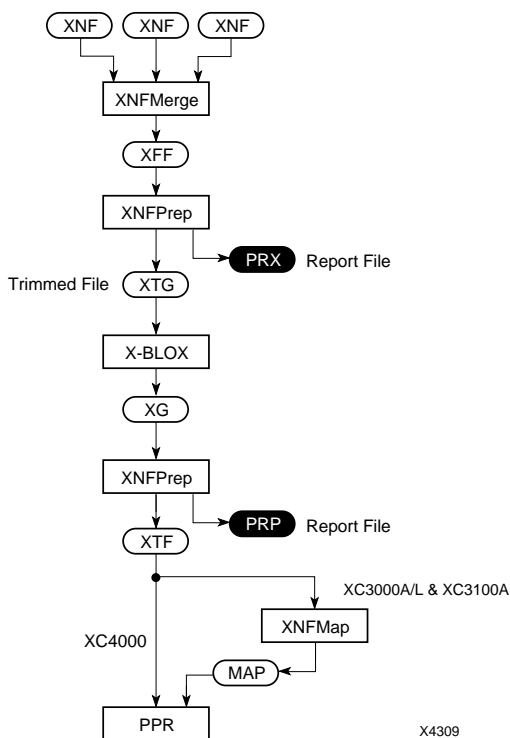 XNF XNF XNF
XNFMerge
XFF
XNFPrep
PRX Report File
Trimmed File XTG
X-BLOX
XG
XNFPrep
PRP Report File
XTF
XC3000A/L & XC3100A
XNFMap
XC4000
MAP
PPR
X4309